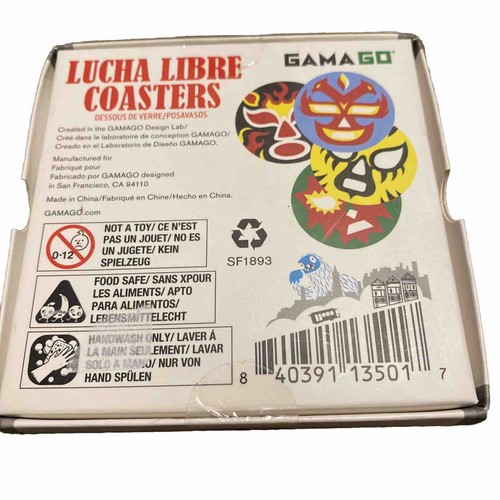 LUCHA LIBRE
COASTERS
DESSOUS DE VERRE/POSAVASOS
GAMAGO®
Created in the GAMAGO Design Lab/
Créé dans le laboratoire de conception GAMAGO/
Creado en el Laboratorio de Diseño GAMAGO.
Manufactured for
Fabriqué pour
Fabricado por GAMAGO designed
in San Francisco, CA 94110
Made in China/Fabriqué en Chine/Hecho en China.
GAMAGO.com
0-12
NOT A TOY/ CE N'EST
PAS UN JOUET/ NO ES
UN JUGETE/ KEIN
SPIELZEUG
SF1893
FOOD SAFE/ SANS XPOUR
LES ALIMENTS/ APTO
PARA ALIMENTOS/
LEBENSMITTELECHT
HANDWASH ONLY/ LAVER Á
LA MAIN SEULEMENT/ LAVAR
SOLO A MANO/ NUR VON
HAND SPÜLEN
8 40391 13501 7